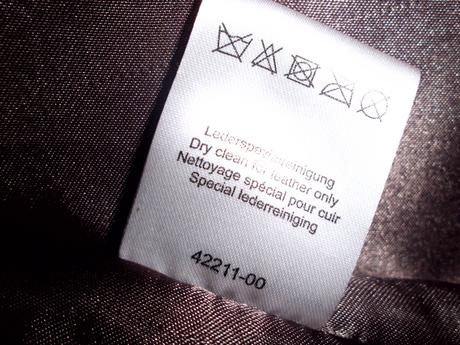 Lederspezialreinigung
Dry clean for leather only
Nettoyage spécial pour cuir
Special lederreiniging
42211-00